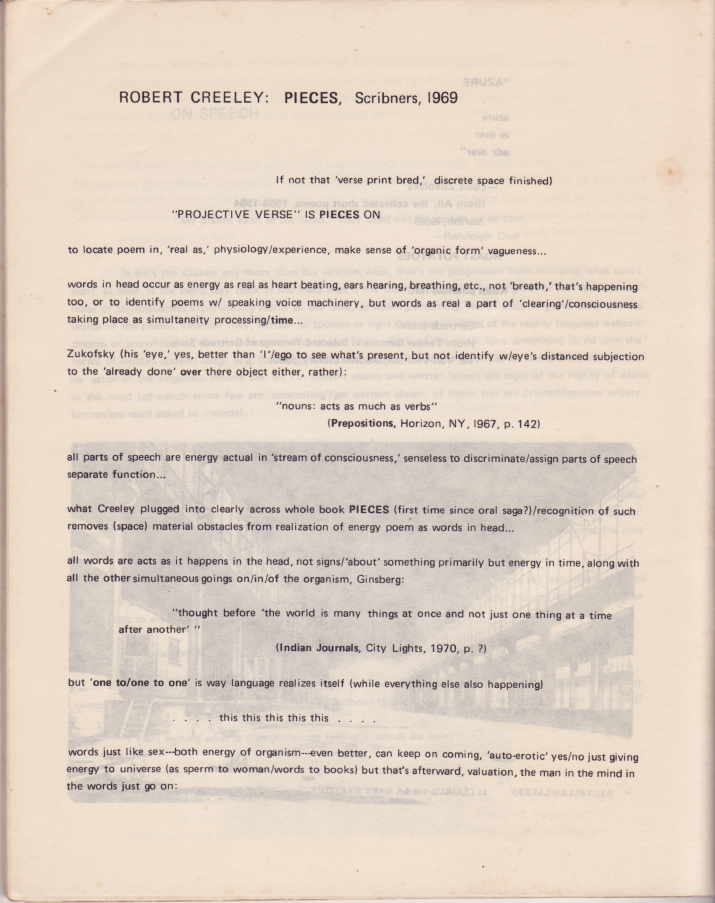 ROBERT CREELEY: PIECES, Scribners, 1969
If not that 'verse print bred,' discrete space finished)
"PROJECTIVE VERSE" IS PIECES ON
to locate poem in, 'real as,' physiology/experience, make sense of 'organic form' vagueness...
words in head occur as energy as real as heart beating, ears hearing, breathing, etc., not 'breath,' that's happening
too, or to identify poems w/ speaking voice machinery, but words as real a part of 'clearing'/consciousness
taking place as simultaneity processing/time...
Zukofsky (his 'eye,' yes, better than 'I'/ego to see what's present, but not identify w/eye's distanced subjection
to the 'already done' over there object either, rather):
"nouns: acts as much as verbs"
(Prepositions, Horizon, NY, 1967, p. 142)
all parts of speech are energy actual in 'stream of consciousness,' senseless to discriminate/assign parts of speech
separate function...
what Creeley plugged into clearly across whole book PIECES (first time since oral saga?)/recognition of such
removes (space) material obstacles from realization of energy poem as words in head...
all words are acts as it happens in the head, not signs/'about' something primarily but energy in time, along with
all the other simultaneous goings on/in/of the organism, Ginsberg:
"thought before 'the world is many things at once and not just one thing at a time
after another' "
(Indian Journals, City Lights, 1970, p. ?)
but 'one to/one to one' is way language realizes itself (while everything else also happening)
. . . . this this this this this . . . .
words just like sex---both energy of organism---even better, can keep on coming, 'auto-erotic' yes/no just giving
energy to universe (as sperm to woman/words to books) but that's afterward, valuation, the man in the mind in
the words just go on: